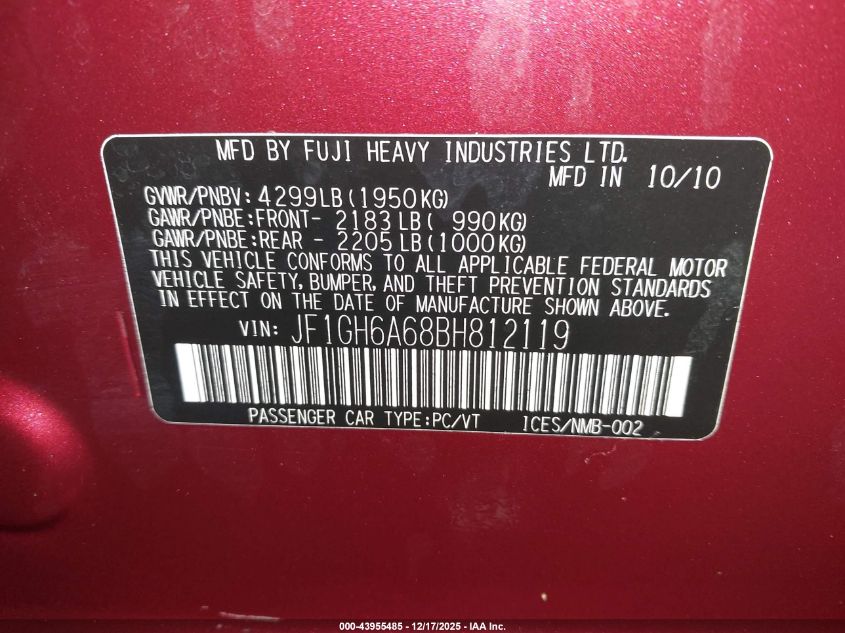 MFD BY FUJI HEAVY INDUSTRIES LTD.
MFD IN 10/10
GVWR/PNBV: 4299LB(1950KG)
GAWR/PNBE:FRONT- 2183LB( 990KG)
GAWR/PNBE:REAR - 2205LB(1000KG)
THIS VEHICLE CONFORMS TO ALL APPLICABLE FEDERAL MOTOR
VEHICLE SAFETY, BUMPER, AND THEFT PREVENTION STANDARDS
IN EFFECT ON THE DATE OF MANUFACTURE SHOWN ABOVE.
VIN: JF1GH6A68BH812119
PASSENGER CAR TYPE:PC/VT ICES/NMB-002
000-43955485 - 12/17/2025 - IAA Inc.